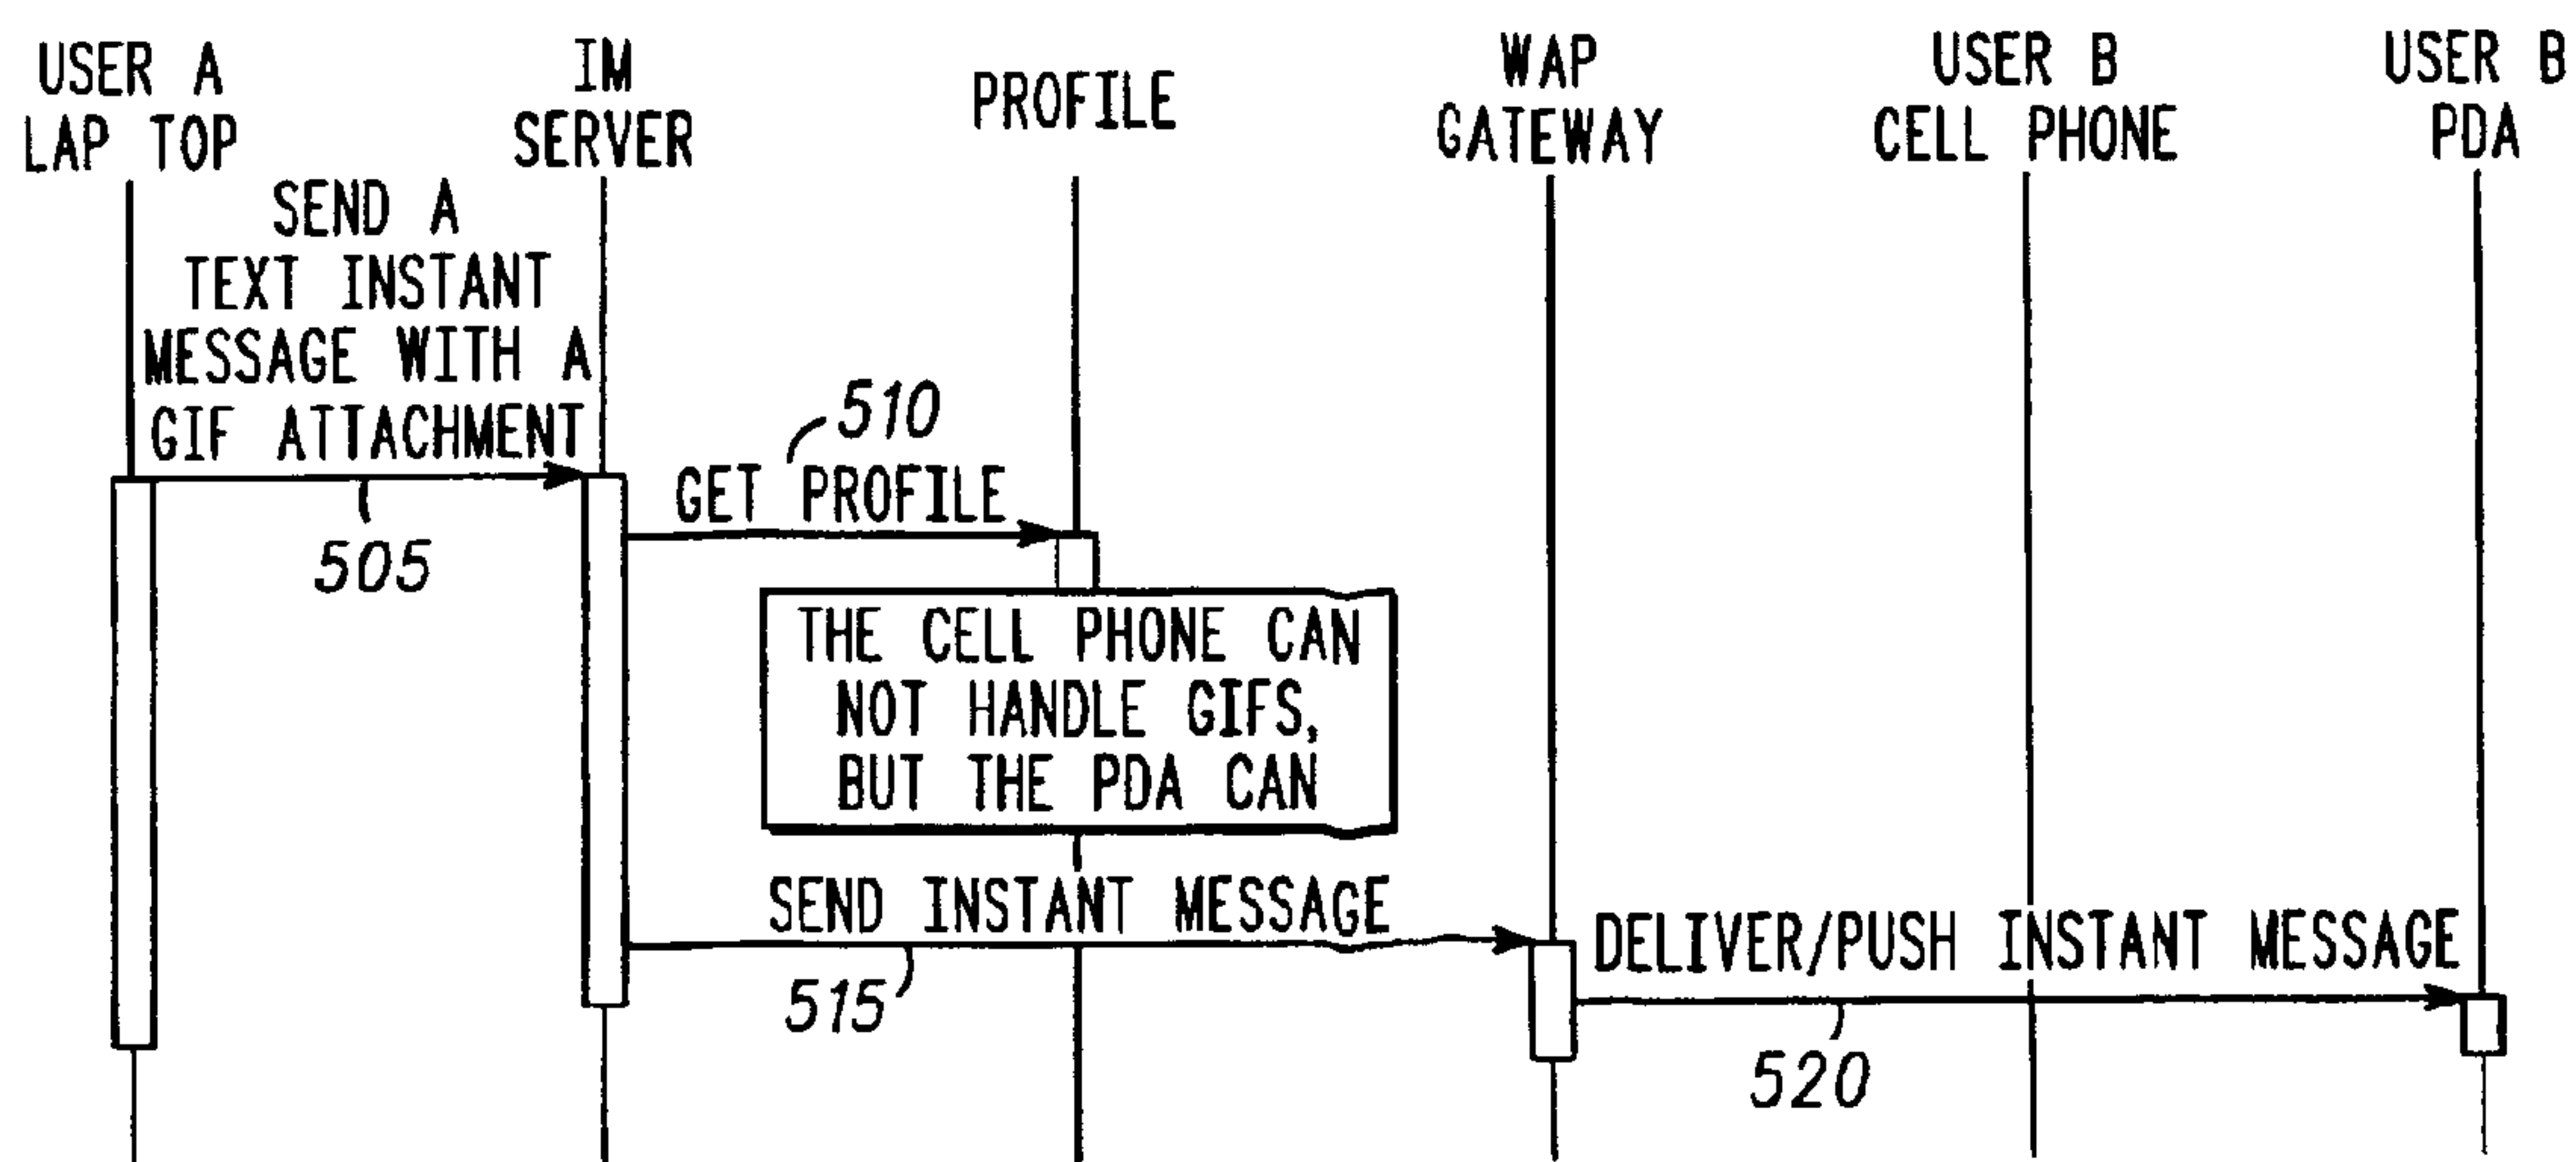 USER A
LAP TOP
IM
SERVER
PROFILE
WAP
GATEWAY
USER B
CELL PHONE
USER B
PDA
SEND A
TEXT INSTANT
MESSAGE WITH A
GIF ATTACHMENT
505
510
GET PROFILE
THE CELL PHONE CAN
NOT HANDLE GIFS,
BUT THE PDA CAN
SEND INSTANT MESSAGE
515
DELIVER/PUSH INSTANT MESSAGE
520